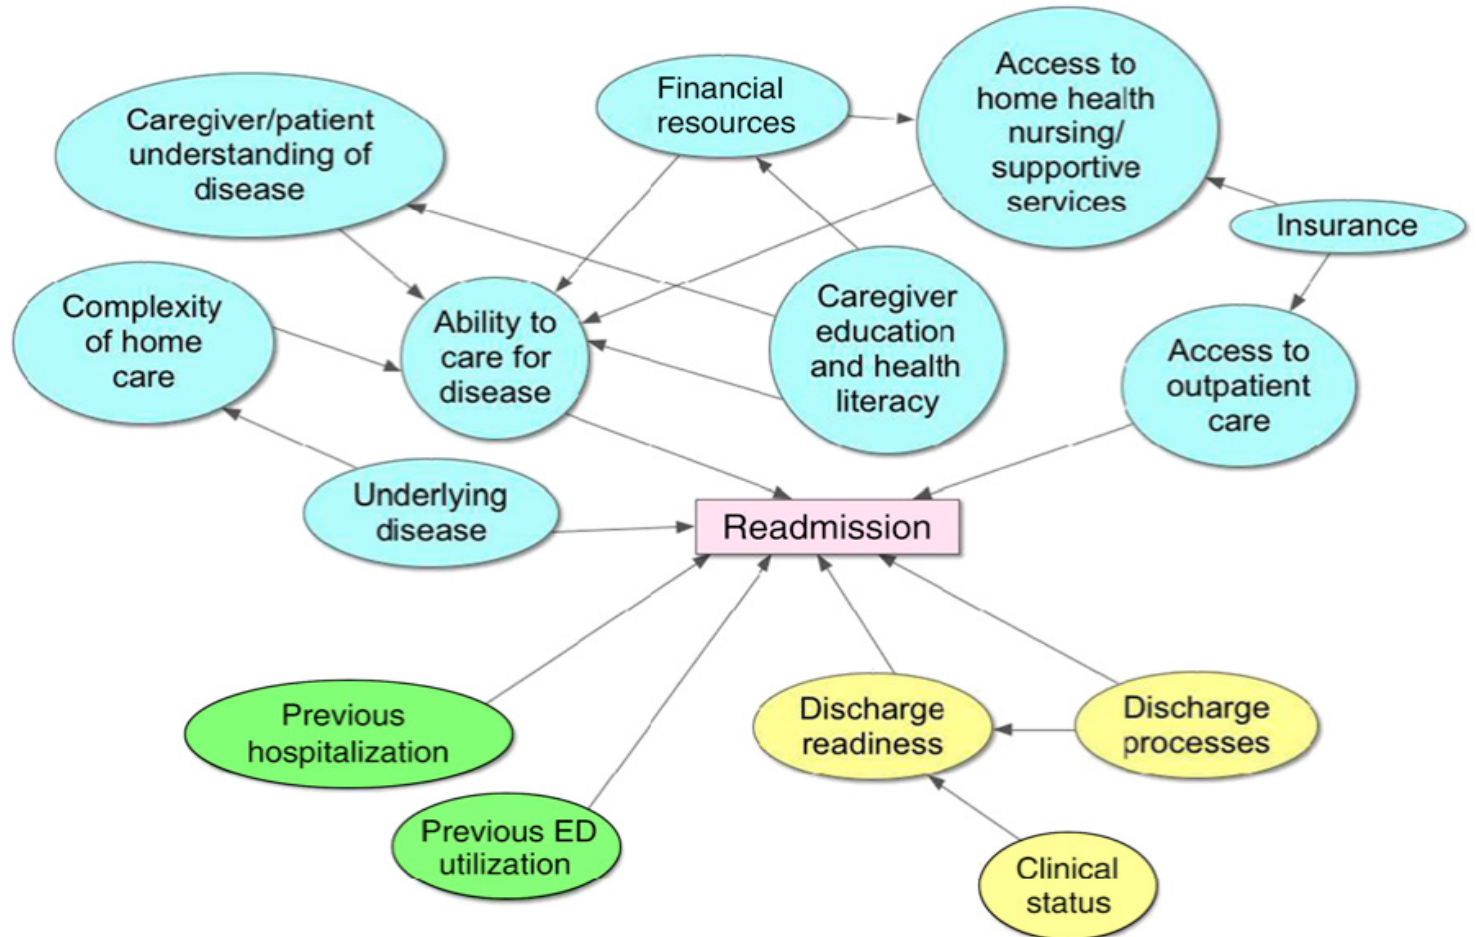 Financial
resources
Access to
home health
nursing/
supportive
services
Caregiver/patient
understanding of
disease
Insurance
Complexity
of home
care
Ability to
care for
disease
Caregiver
education
and health
literacy
Access to
outpatient
care
Underlying
disease
Readmission
Previous
hospitalization
Discharge
readiness
Discharge
processes
Previous ED
utilization
Clinical
status